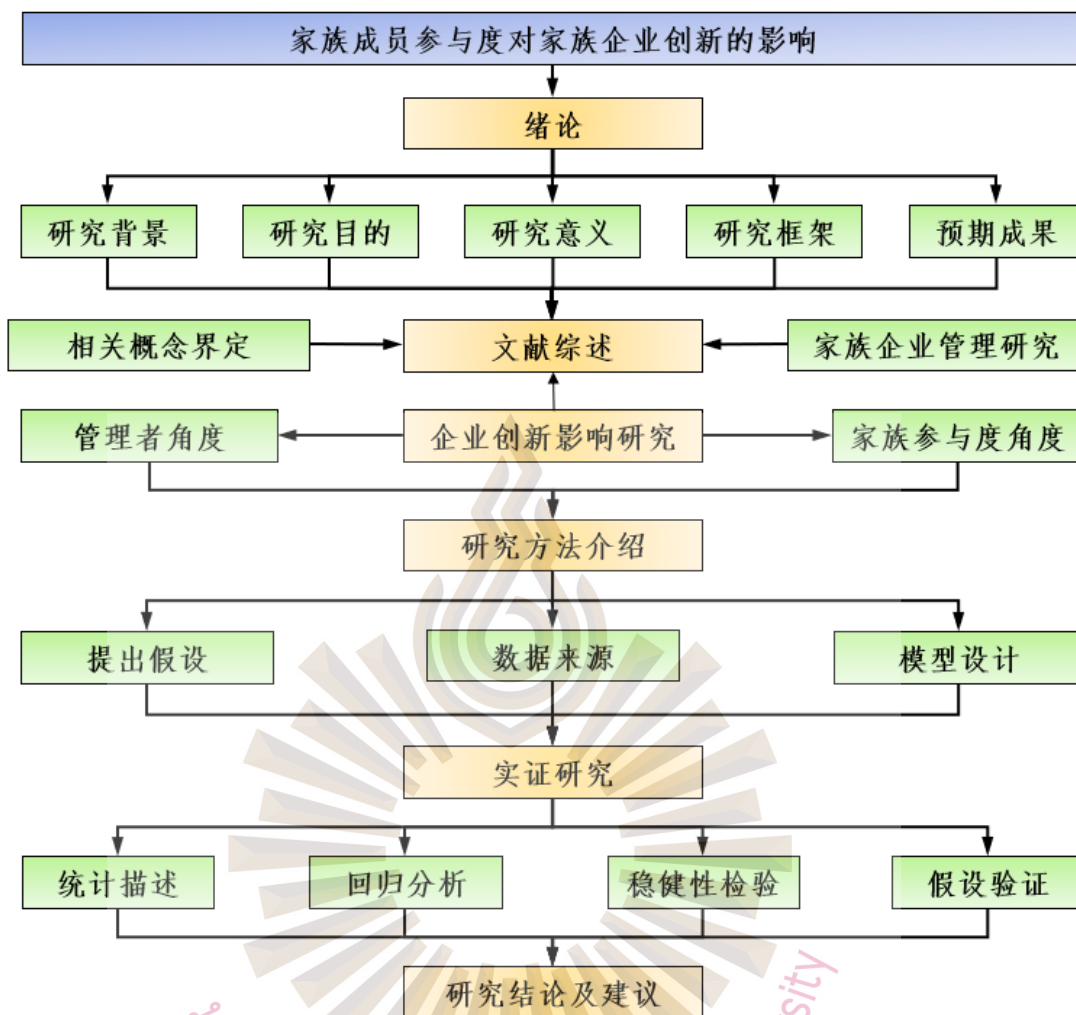 家族成员参与度对家族企业创新的影响
绪论
研究背景
研究目的
研究意义
研究框架
预期成果
相关概念界定
文献综述
家族企业管理研究
管理者角度
企业创新影响研究
家族参与度角度
研究方法介绍
提出假设
数据来源
模型设计
实证研究
统计描述
回归分析
稳健性检验
假设验证
研究结论及建议